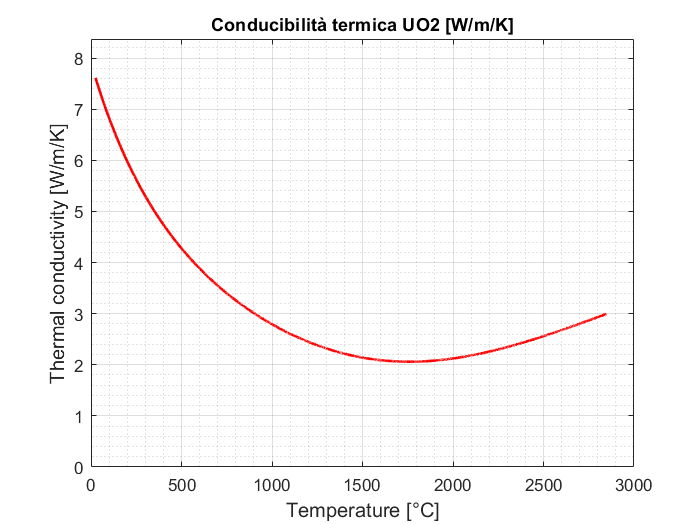 Conducibilità termica UO2 [W/m/K]
Thermal conductivity [W/m/K]
8
7
6
5
4
3
2
1
0
0 500 1000 1500 2000 2500 3000
Temperature [°C]